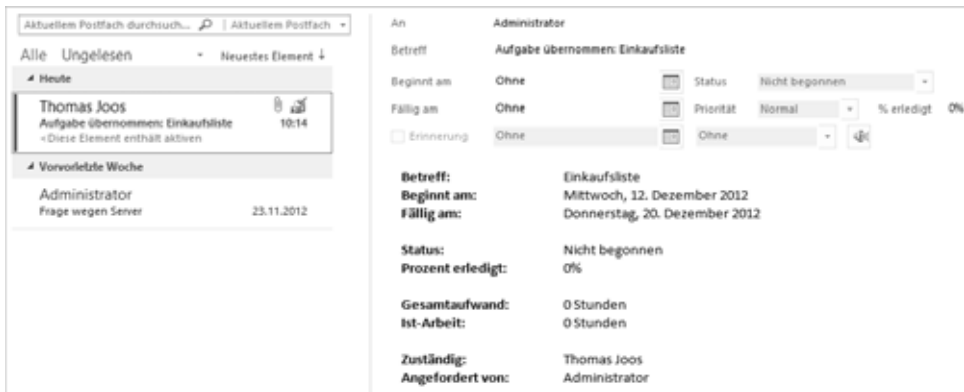 Aktuellem Postfach durchsuch... Aktuellem Postfach
Alle Ungelesen Neuestes Element ↓
Heute
Thomas Joos
Aufgabe übernommen: Einkaufsliste 10:14
<Diese Element enthält aktiven
Vorvorletzte Woche
Administrator
Frage wegen Server 23.11.2012
An Administrator
Betreff Aufgabe übernommen: Einkaufsliste
Beginnt am Ohne Status Nicht begonnen
Fällig am Ohne Priorität Normal % erledigt 0%
Erinnerung Ohne Ohne
Betreff: Einkaufsliste
Beginnt am: Mittwoch, 12. Dezember 2012
Fällig am: Donnerstag, 20. Dezember 2012
Status: Nicht begonnen
Prozent erledigt: 0%
Gesamtaufwand: 0 Stunden
Ist-Arbeit: 0 Stunden
Zuständig: Thomas Joos
Angefordert von: Administrator